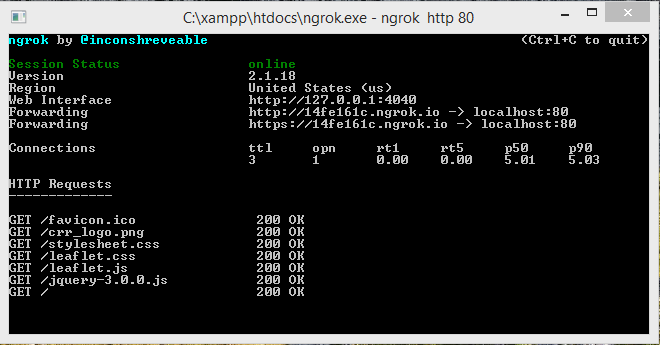 C:\xampp\htdocs\ngrok.exe - ngrok http 80
ngrok by @inconshreveable (Ctrl+C to quit)
Session Status online
Version 2.1.18
Region United States (us)
Web Interface http://127.0.0.1:4040
Forwarding http://14fe161c.ngrok.io -> localhost:80
Forwarding https://14fe161c.ngrok.io -> localhost:80
Connections ttl opn rt1 rt5 p50 p90
3 1 0.00 0.00 5.01 5.03
HTTP Requests
-------------
GET /favicon.ico 200 OK
GET /crr_logo.png 200 OK
GET /stylesheet.css 200 OK
GET /leaflet.css 200 OK
GET /leaflet.js 200 OK
GET /jquery-3.0.0.js 200 OK
GET / 200 OK